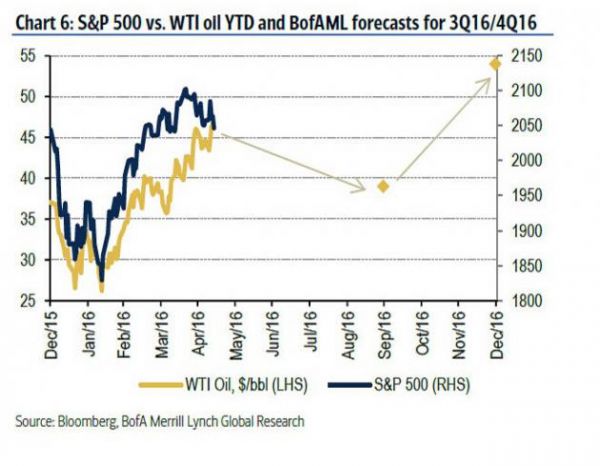 Chart 6: S&P 500 vs. WTI oil YTD and BofAML forecasts for 3Q16/4Q16
55
50
45
40
35
30
25
2150
2100
2050
2000
1950
1900
1850
1800
Dec/15
Jan/16
Feb/16
Mar/16
Apr/16
May/16
Jun/16
Jul/16
Aug/16
Sep/16
Oct/16
Nov/16
Dec/16
WTI Oil, $/bbl (LHS)
S&P 500 (RHS)
Source: Bloomberg, BofA Merrill Lynch Global Research